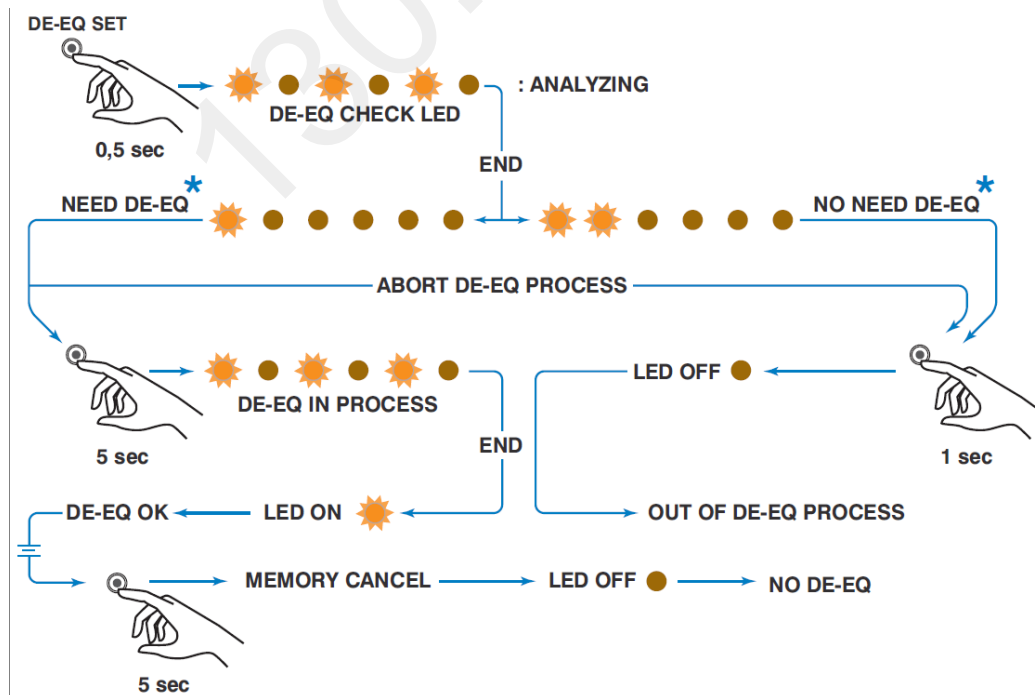 DE-EQ SET
: ANALYZING
DE-EQ CHECK LED
0,5 sec
END
NEED DE-EQ*
NO NEED DE-EQ*
ABORT DE-EQ PROCESS
LED OFF
DE-EQ IN PROCESS
5 sec
END
1 sec
DE-EQ OK
LED ON
OUT OF DE-EQ PROCESS
MEMORY CANCEL
LED OFF
NO DE-EQ
5 sec